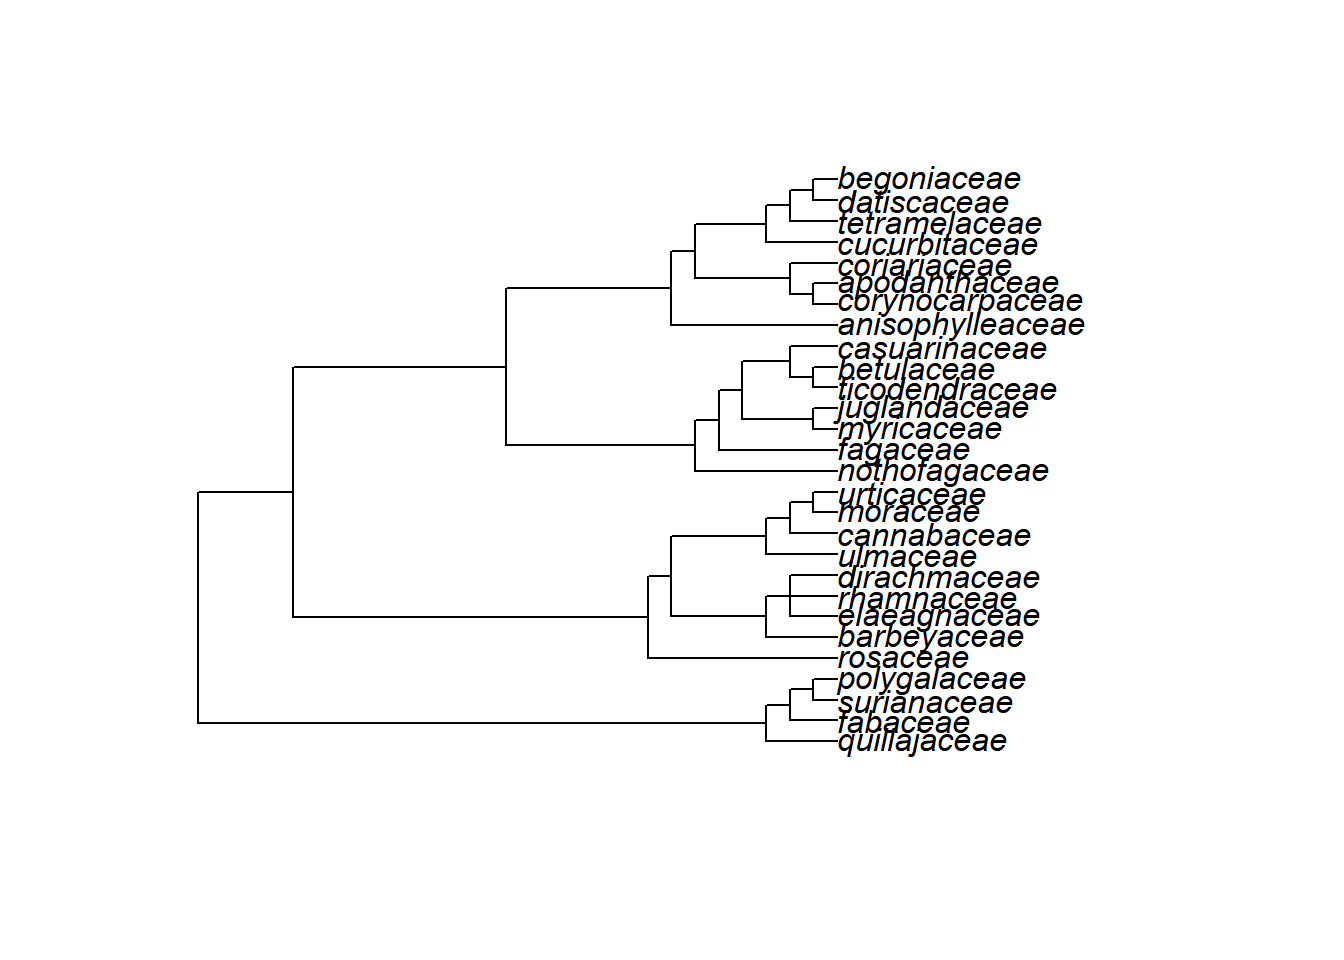 begoniaceae
datiscaceae
tetramelaceae
cucurbitaceae
coriariaceae
apodanthaceae
corynocarpaceae
anisophylleaceae
casuarinaceae
betulaceae
ticodendraceae
juglandaceae
myricaceae
fagaceae
nothofagaceae
urticaceae
moraceae
cannabaceae
ulmaceae
dirachmaceae
rhamnaceae
elaeagnaceae
barbeyaceae
rosaceae
polygalaceae
surianaceae
fabaceae
quillajaceae